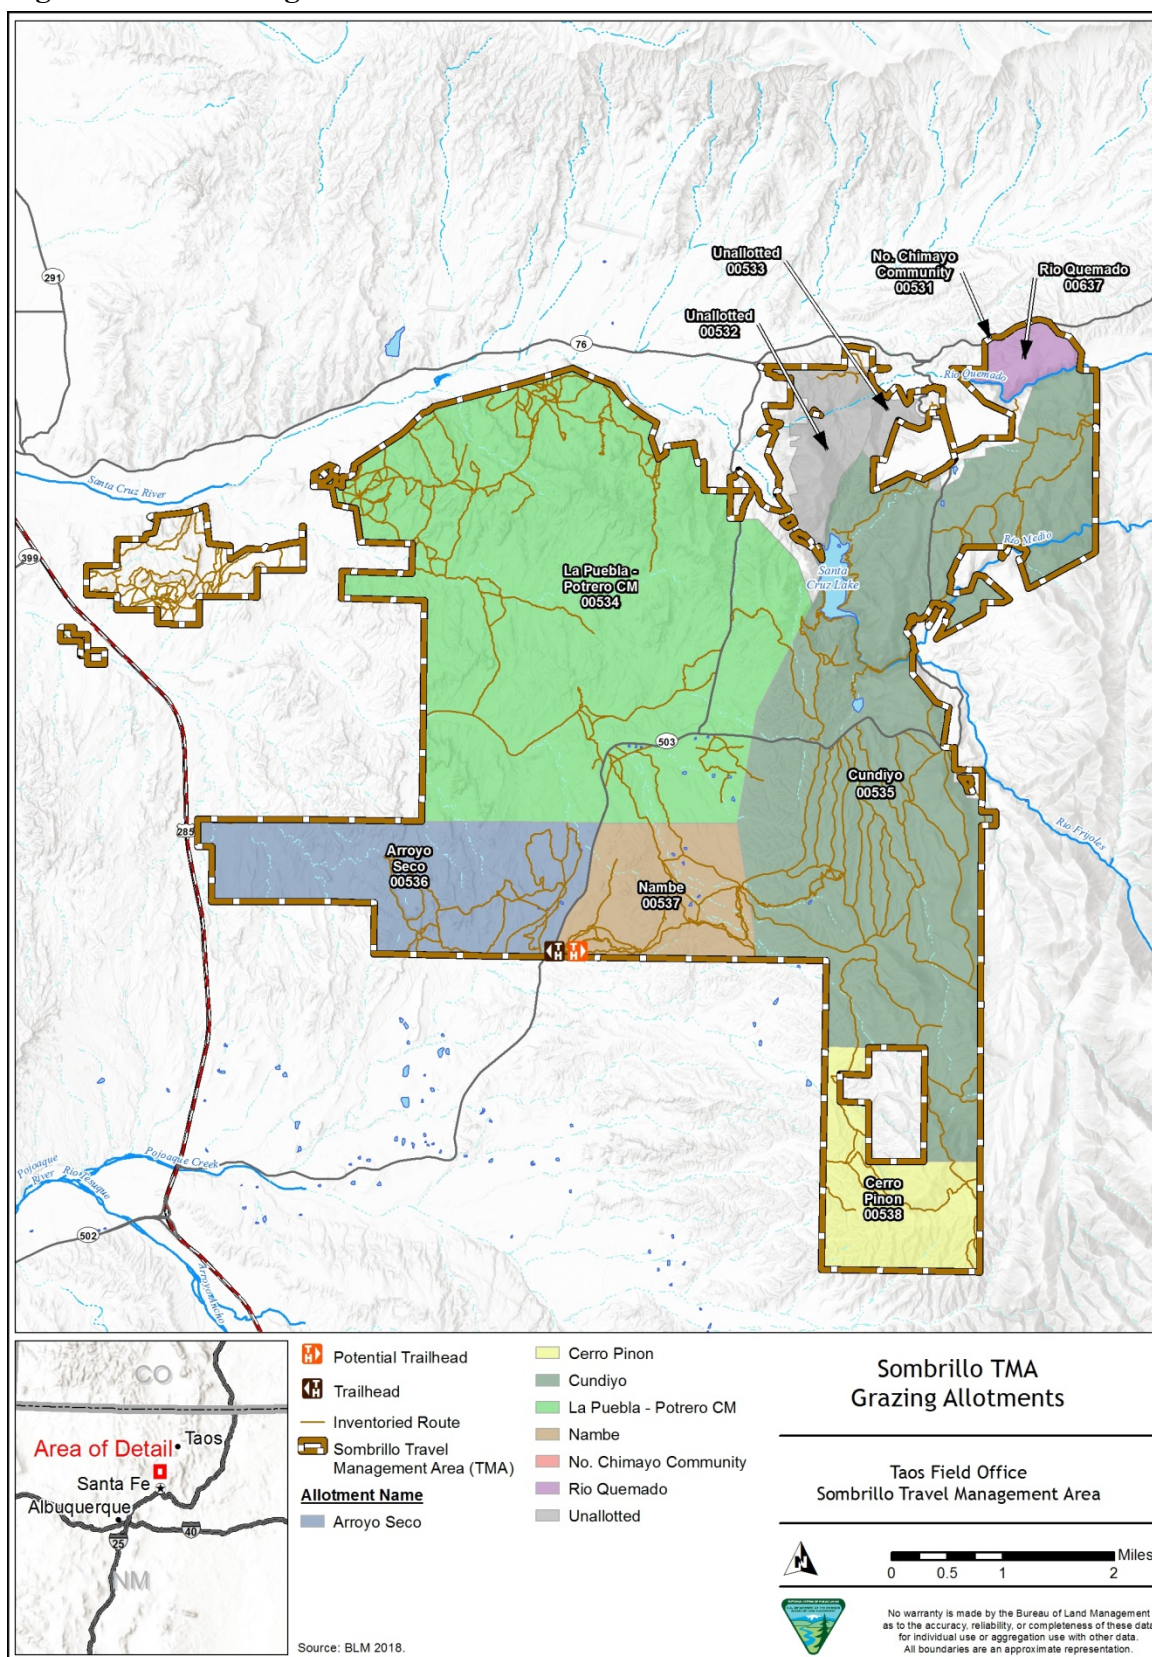 291
Unallotted
00533
No. Chimayo
Community
00531
Rio Quemado
00637
Unallotted
00532
76
Rio Quemado
Santa Cruz River
399
La Puebla -
Potrero CM
00534
Santa
Cruz Lake
Rio Medio
503
Cundiyo
00535
Rio Frijoles
285
Arroyo
Seco
00536
Nambe
00537
TH
TH
Pojoaque Creek
Pojoaque
River
Rio Tesuque
502
Arroyo Ancho
Cerro
Pinon
00538
CO
Area of Detail
Taos
Santa Fe
Albuquerque
25
40
NM
TH Potential Trailhead
TH Trailhead
Inventoried Route
Sombrillo Travel
Management Area (TMA)
Allotment Name
Arroyo Seco
Cerro Pinon
Cundiyo
La Puebla - Potrero CM
Nambe
No. Chimayo Community
Rio Quemado
Unallotted
Source: BLM 2018.
Sombrillo TMA
Grazing Allotments
Taos Field Office
Sombrillo Travel Management Area
N
Miles
0 0.5 1 2
No warranty is made by the Bureau of Land Management
as to the accuracy, reliability, or completeness of these data
for individual use or aggregation use with other data.
All boundaries are an approximate representation.